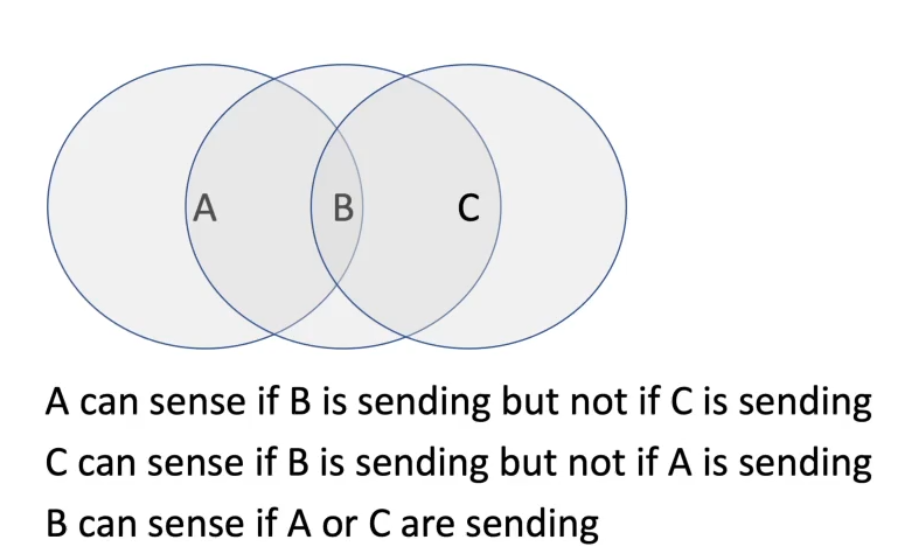 A B C
A can sense if B is sending but not if C is sending
C can sense if B is sending but not if A is sending
B can sense if A or C are sending